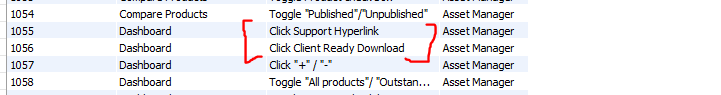 1054 Compare Products Toggle "Published"/"Unpublished" Asset Manager
1055 Dashboard Click Support Hyperlink Asset Manager
1056 Dashboard Click Client Ready Download Asset Manager
1057 Dashboard Click "+" / "-" Asset Manager
1058 Dashboard Toggle "All products"/ "Outstan... Asset Manager